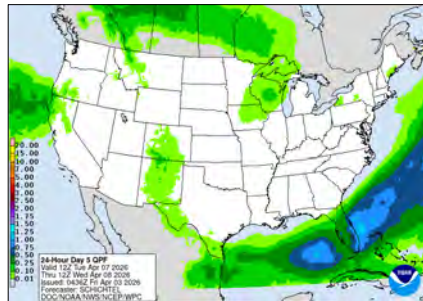 20.00
15.00
10.00
7.00
5.00
4.00
3.00
2.50
2.00
1.75
1.50
1.25
1.00
0.75
0.50
0.25
0.10
0.01
24-Hour Day 5 QPF
Valid 12Z Tue Apr 07 2026
Thru 12Z Wed Apr 08 2026
Issued: 0436Z Fri Apr 03 2026
Forecaster: SCHICHTEL
DOC/NOAA/NWS/NCEP/WPC
NOAA